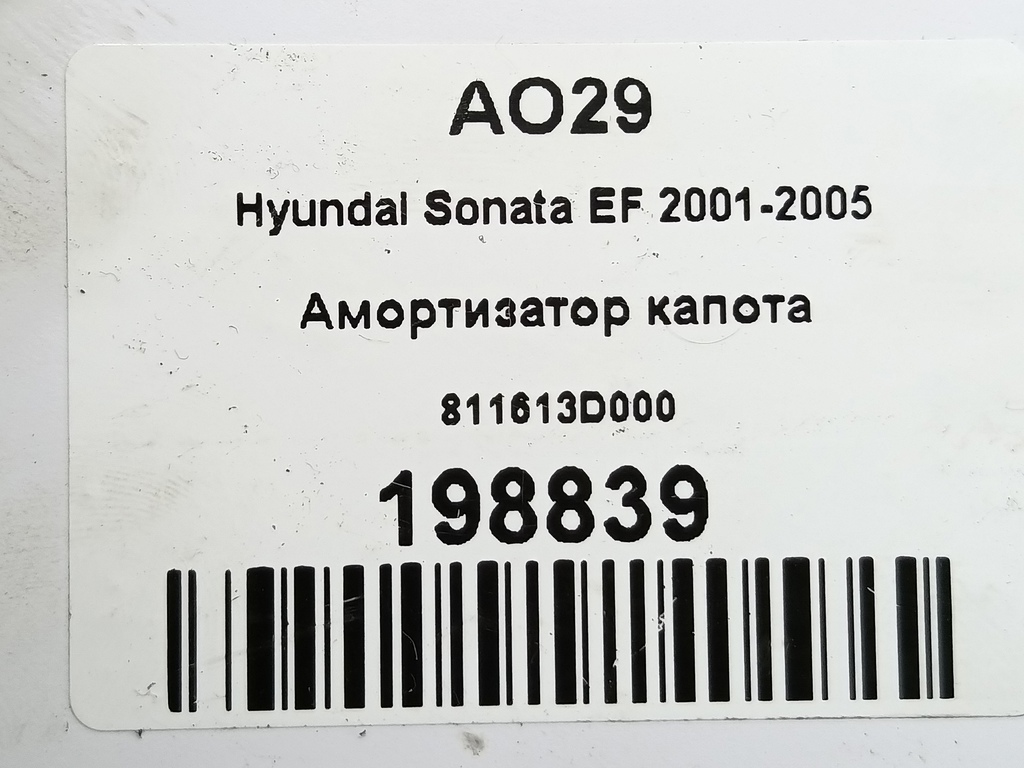 AO29
Hyundai Sonata EF 2001-2005
Амортизатор капота
811613D000
198839